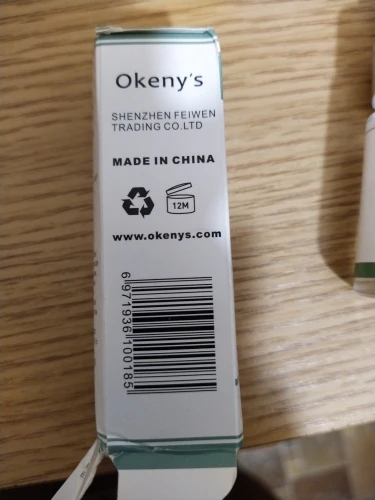 Okeny's
SHENZHEN FEIWEN
TRADING CO.LTD
MADE IN CHINA
12M
www.okenys.com
6971936100185